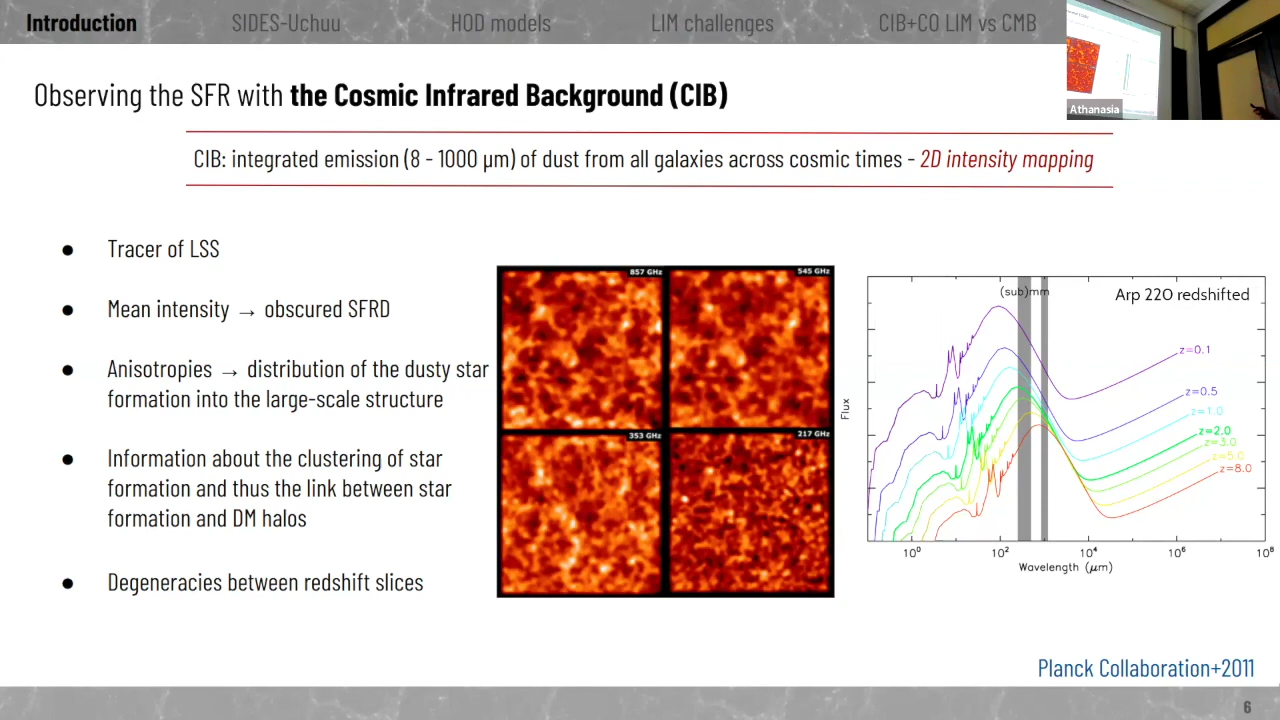 Introduction SIDES-Uchuu HOD models LIM challenges CIB+CO LIM vs CMB
Athanasia
Observing the SFR with the Cosmic Infrared Background (CIB)
CIB: integrated emission (8 - 1000 μm) of dust from all galaxies across cosmic times - 2D intensity mapping
● Tracer of LSS
● Mean intensity → obscured SFRD
● Anisotropies → distribution of the dusty star
formation into the large-scale structure
● Information about the clustering of star
formation and thus the link between star
formation and DM halos
● Degeneracies between redshift slices
857 GHz
545 GHz
353 GHz
217 GHz
(sub)mm
Arp 220 redshifted
z=0.1
z=0.5
z=1.0
z=2.0
z=3.0
z=5.0
z=8.0
Flux
10⁰ 10² 10⁴ 10⁶ 10⁸
Wavelength (μm)
Planck Collaboration+2011
6